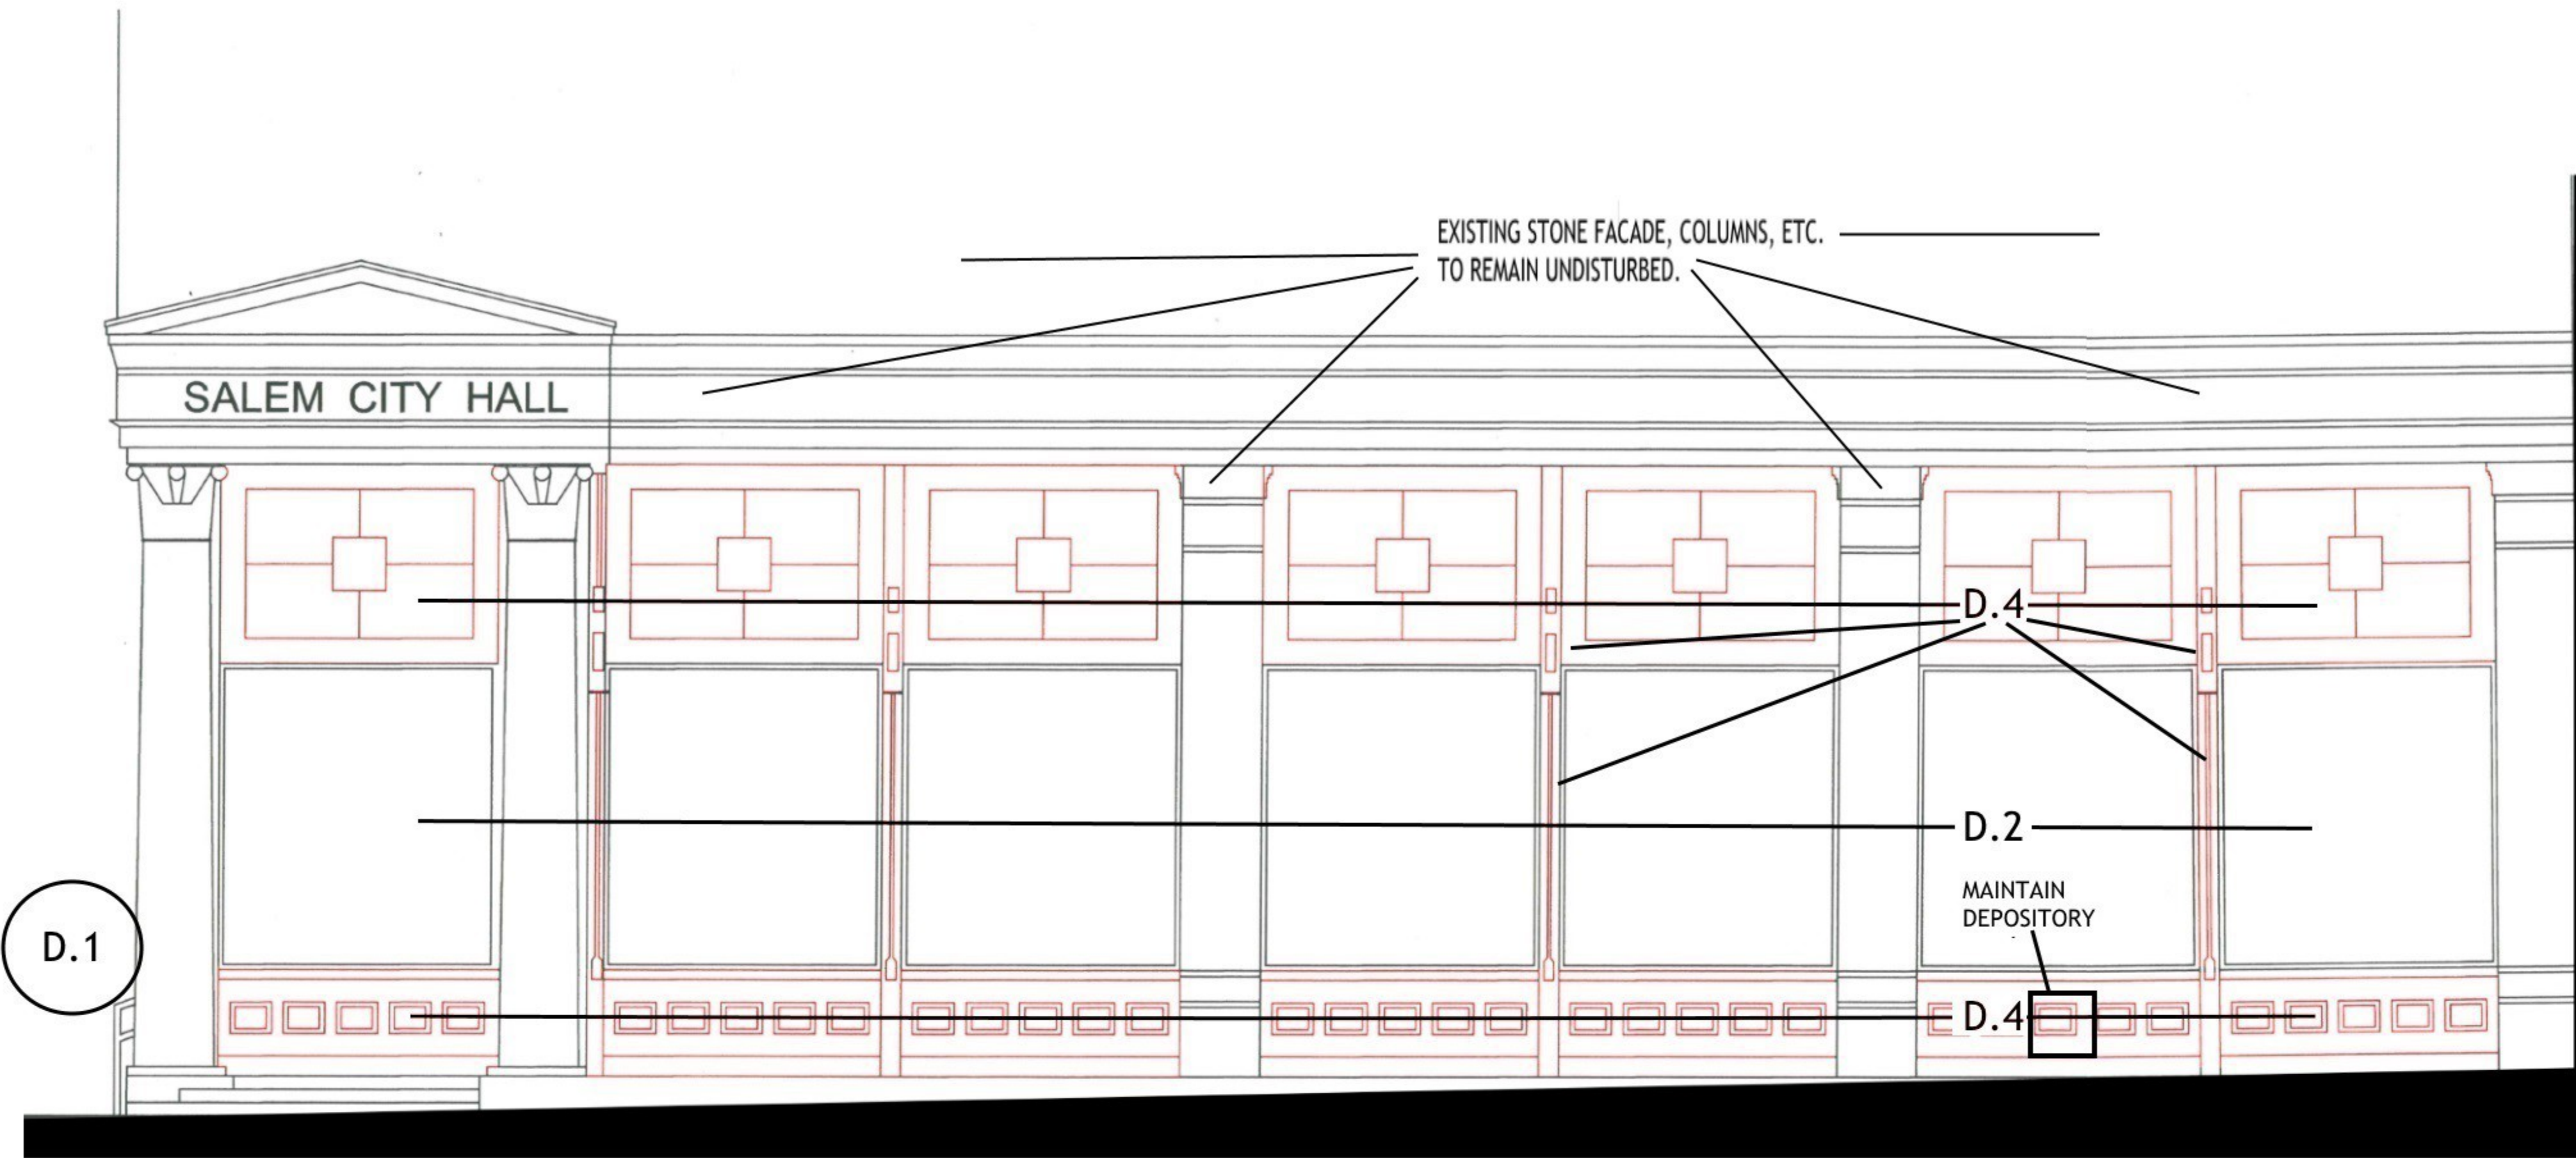 EXISTING STONE FACADE, COLUMNS, ETC.
TO REMAIN UNDISTURBED.
SALEM CITY HALL
D.4
D.2
MAINTAIN
DEPOSITORY
D.1
D.4